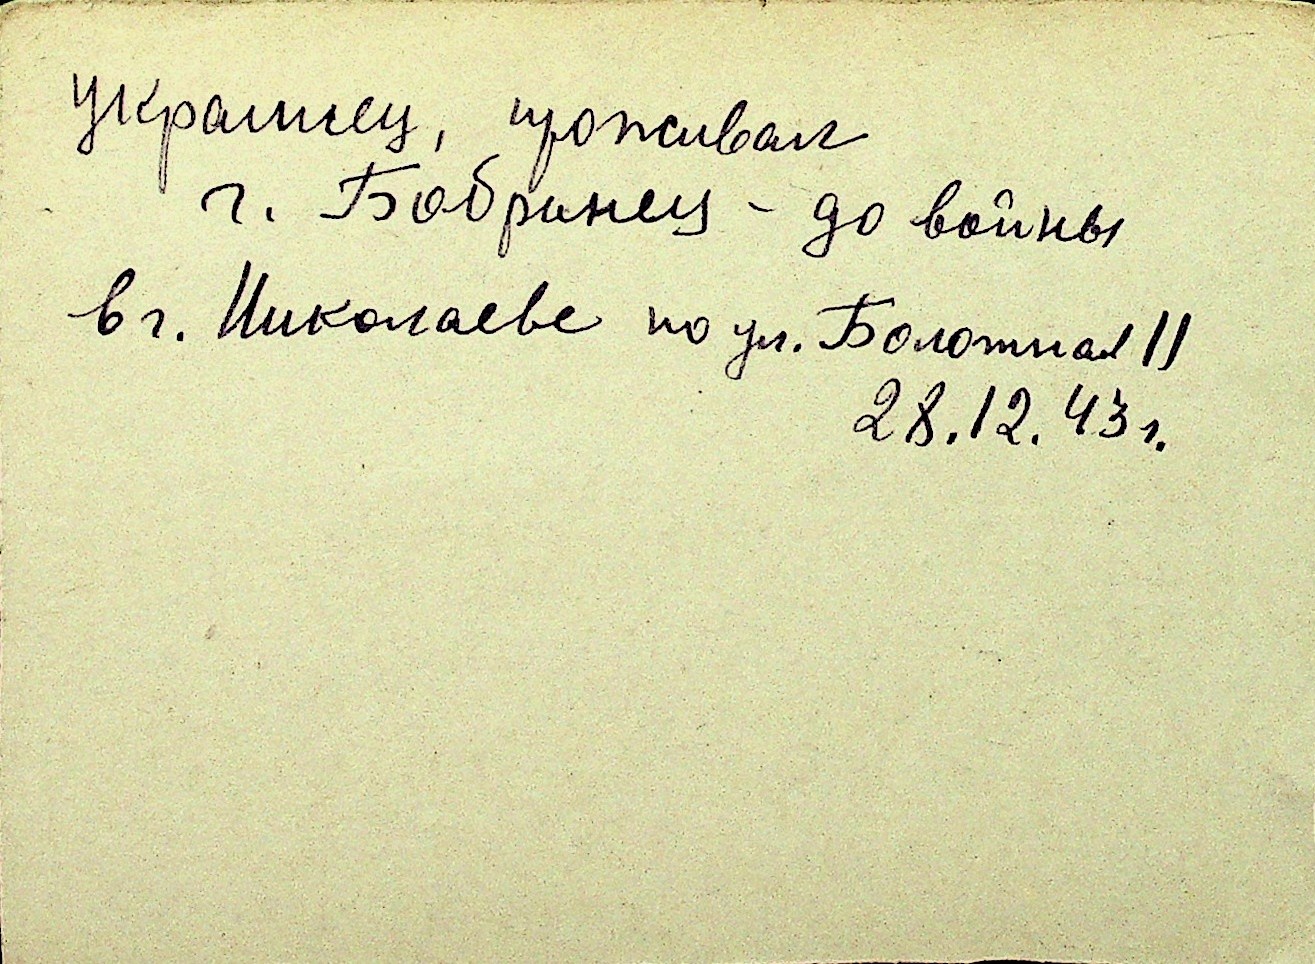 украинец, проживал
г. Бобринец - до войны
в г. Николаеве по ул. Болотная 11
28.12.43 г.